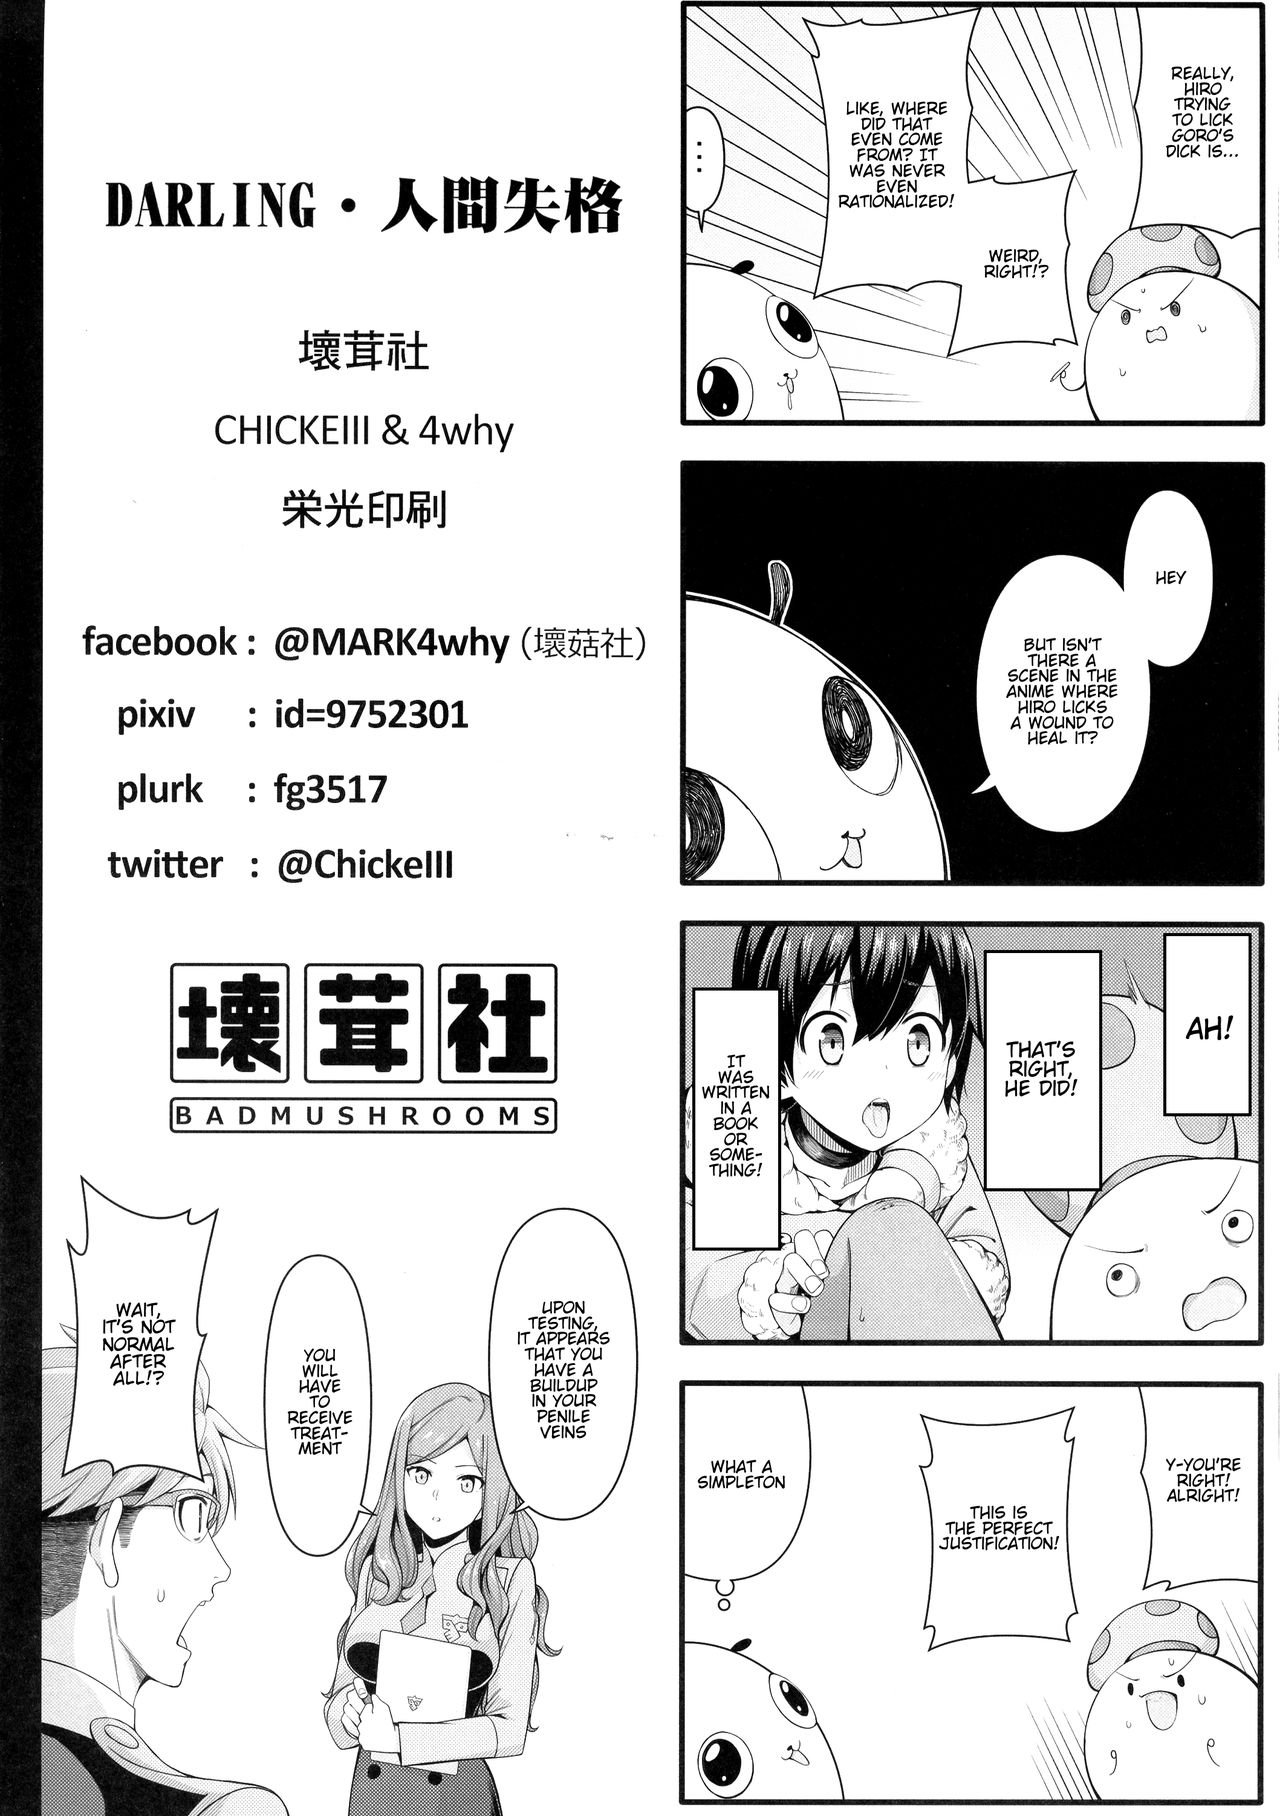 REALLY,
HIRO
TRYING
TO LICK
GORO'S
DICK IS...
LIKE, WHERE
DID THAT
EVEN COME
FROM? IT
WAS NEVER
EVEN
RATIONALIZED!
WEIRD,
RIGHT!?
...
HEY
BUT ISN'T
THERE A
SCENE IN THE
ANIME WHERE
HIRO LICKS
A WOUND TO
HEAL IT?
AH!
THAT'S
RIGHT,
HE DID!
IT
WAS
WRITTEN
IN A
BOOK
OR
SOME-
THING!
Y-YOU'RE
RIGHT!
ALRIGHT!
THIS IS
THE PERFECT
JUSTIFICATION!
WHAT A
SIMPLETON
DARLING・人間失格
壞茸社
CHICKEIII & 4why
栄光印刷
facebook : @MARK4why (壞菇社)
pixiv : id=9752301
plurk : fg3517
twitter : @ChickeIII
壞茸社
BADMUSHROOMS
UPON
TESTING,
IT APPEARS
THAT YOU
HAVE A
BUILDUP
IN YOUR
PENILE
VEINS
YOU
WILL
HAVE
TO
RECEIVE
TREAT-
MENT
WAIT,
IT'S NOT
NORMAL
AFTER
ALL!?